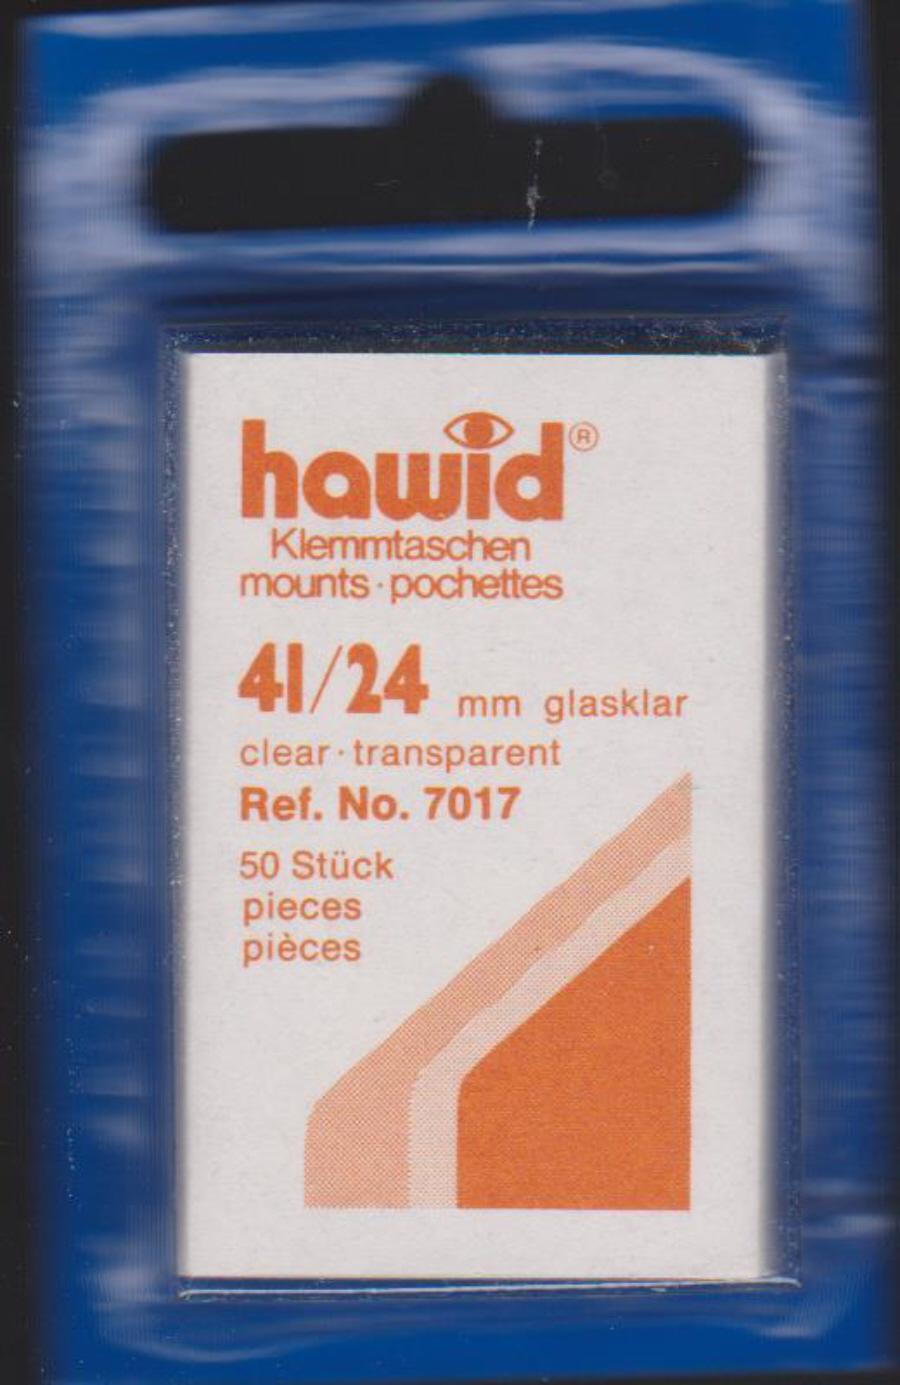 hawid®
Klemmtaschen
mounts · pochettes
41/24 mm glasklar
clear · transparent
Ref. No. 7017
50 Stück
pieces
pièces